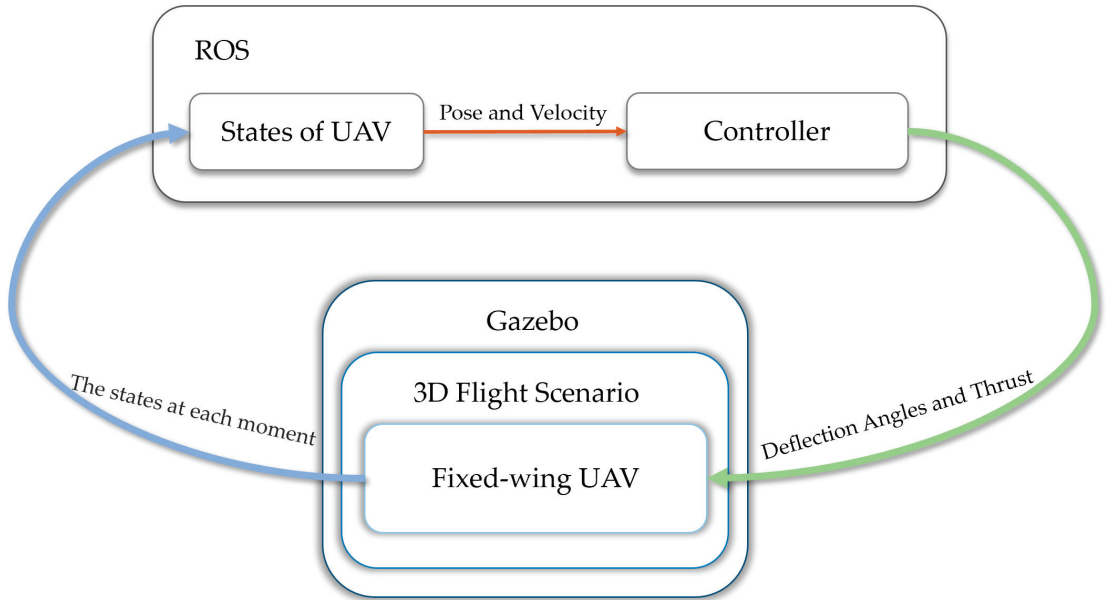 ROS
States of UAV
Pose and Velocity
Controller
Gazebo
3D Flight Scenario
Fixed-wing UAV
The states at each moment
Deflection Angles and Thrust